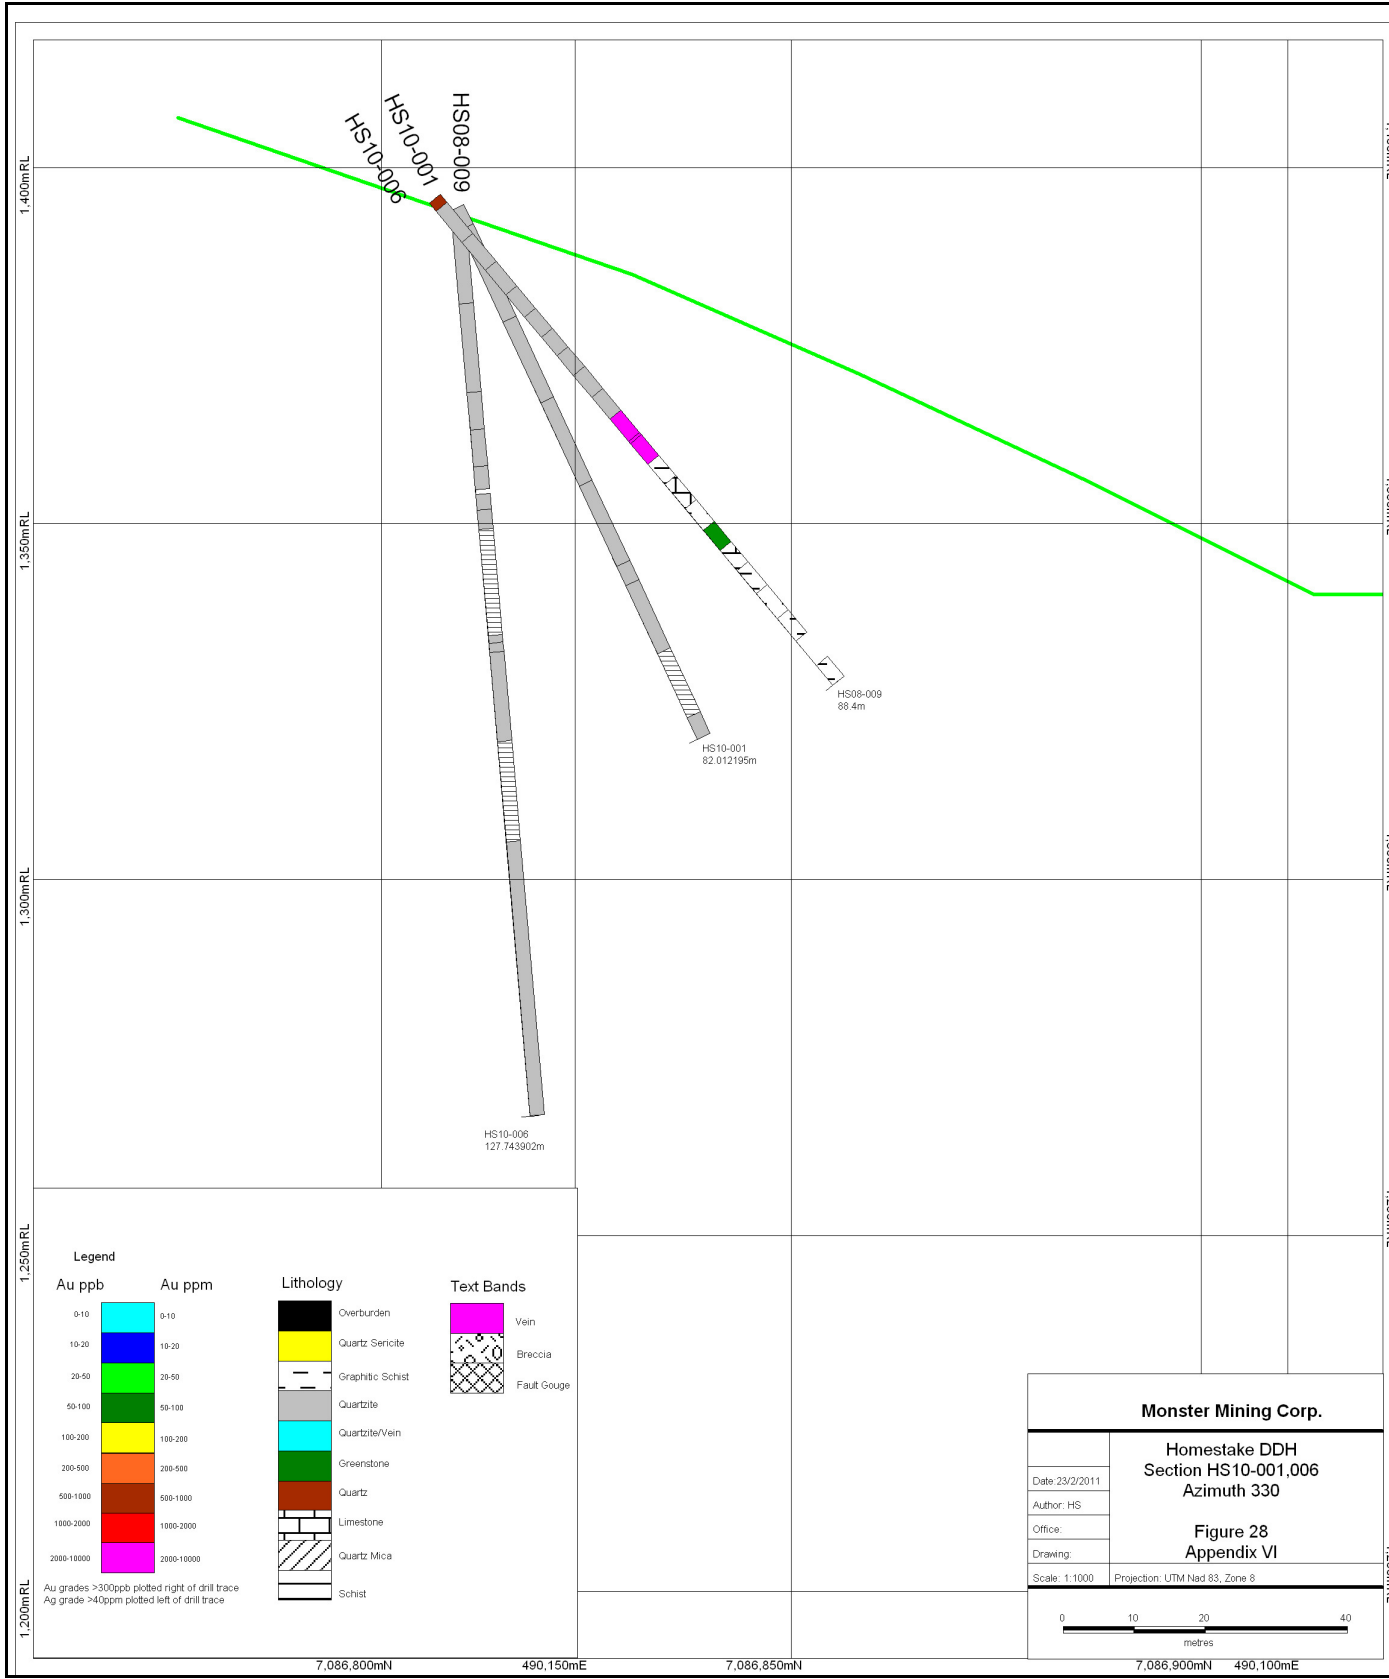 HS10-006
HS10-001
HS08-009
1,400mRL
1,350mRL
1,300mRL
1,250mRL
1,200mRL
HS08-009
88.4m
HS10-001
82.012195m
HS10-006
127.743902m
Legend
Au ppb Au ppm
0-10 0-10
10-20 10-20
20-50 20-50
50-100 50-100
100-200 100-200
200-500 200-500
500-1000 500-1000
1000-2000 1000-2000
2000-10000 2000-10000
Au grades >300ppb plotted right of drill trace
Ag grade >40ppm plotted left of drill trace
Lithology
Overburden
Quartz Sericite
Graphitic Schist
Quartzite
Quartzite/Vein
Greenstone
Quartz
Limestone
Quartz Mica
Schist
Text Bands
Vein
Breccia
Fault Gouge
Monster Mining Corp.
Homestake DDH
Section HS10-001,006
Azimuth 330
Figure 28
Appendix VI
Date:23/2/2011
Author: HS
Office:
Drawing:
Scale: 1:1000 Projection: UTM Nad 83, Zone 8
0 10 20 40
metres
7,086,800mN 490,150mE 7,086,850mN 7,086,900mN 490,100mE